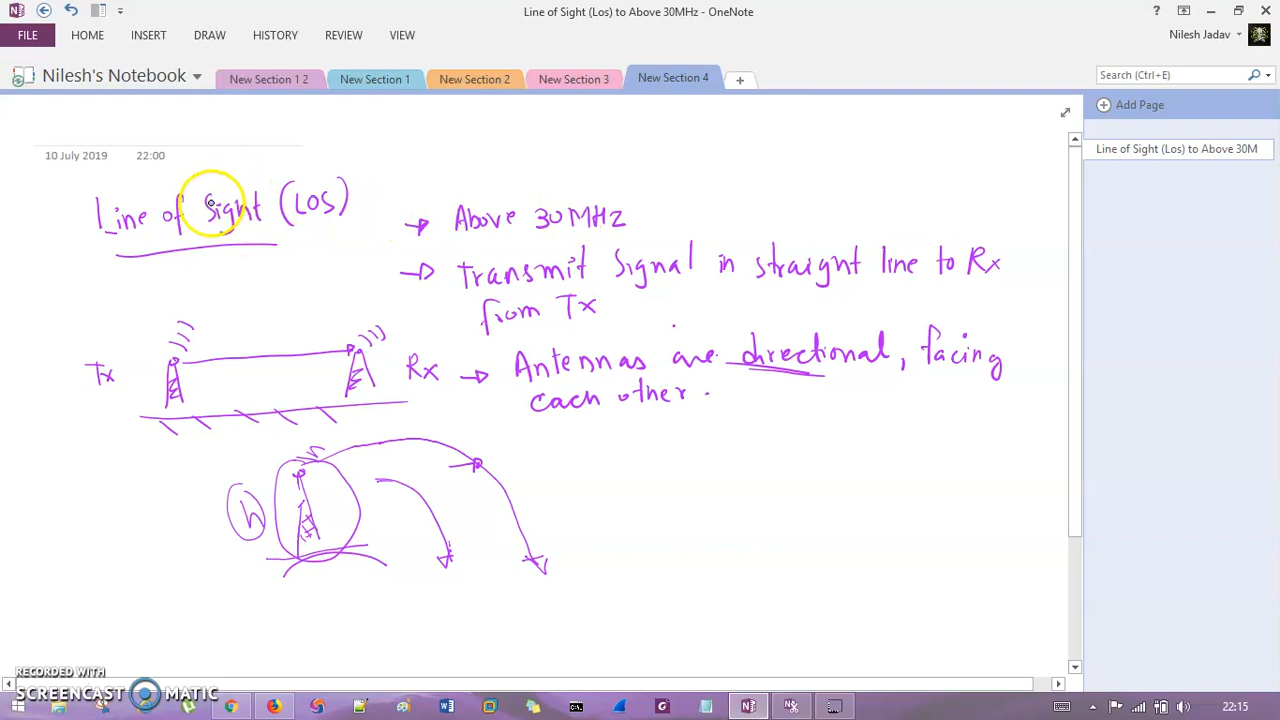 Line of Sight (Los) to Above 30MHz - OneNote
FILE HOME INSERT DRAW HISTORY REVIEW VIEW
Nilesh Jadav
Nilesh's Notebook
New Section 1 2
New Section 1
New Section 2
New Section 3
New Section 4
Search (Ctrl+E)
Add Page
Line of Sight (Los) to Above 30M
10 July 2019 22:00
Line of Sight (LOS)
→ Above 30MHz
→ Transmit Signal in straight line to Rx
from Tx
Tx
Rx
→ Antennas are directional, facing
each other.
h
RECORDED WITH
SCREENCAST MATIC
22:15